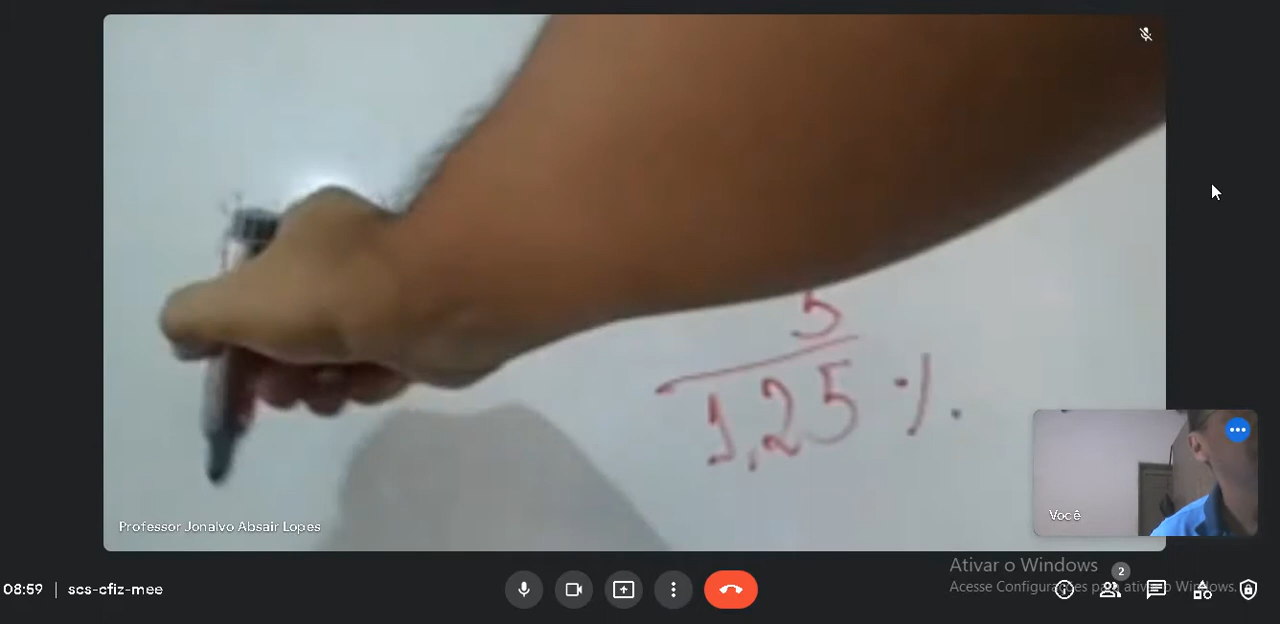 5
1,25 %.
Professor Jonalvo Absair Lopes
Você
Ativar o Windows
2
08:59 | scs-cfiz-mee